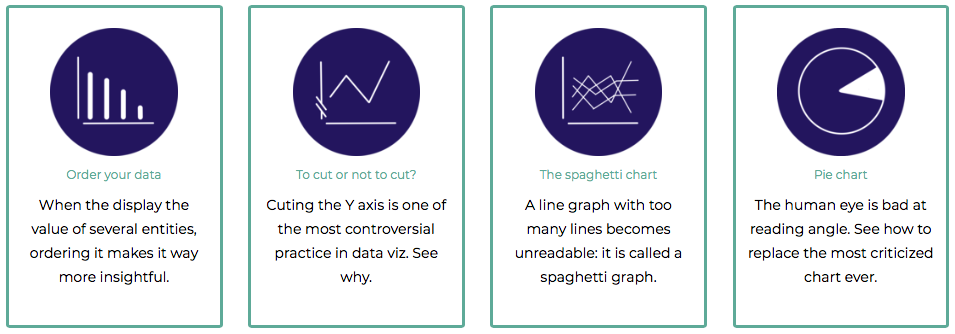 Order your data
When the display the
value of several entities,
ordering it makes it way
more insightful.
To cut or not to cut?
Cuting the Y axis is one of
the most controversial
practice in data viz. See
why.
The spaghetti chart
A line graph with too
many lines becomes
unreadable: it is called a
spaghetti graph.
Pie chart
The human eye is bad at
reading angle. See how to
replace the most criticized
chart ever.